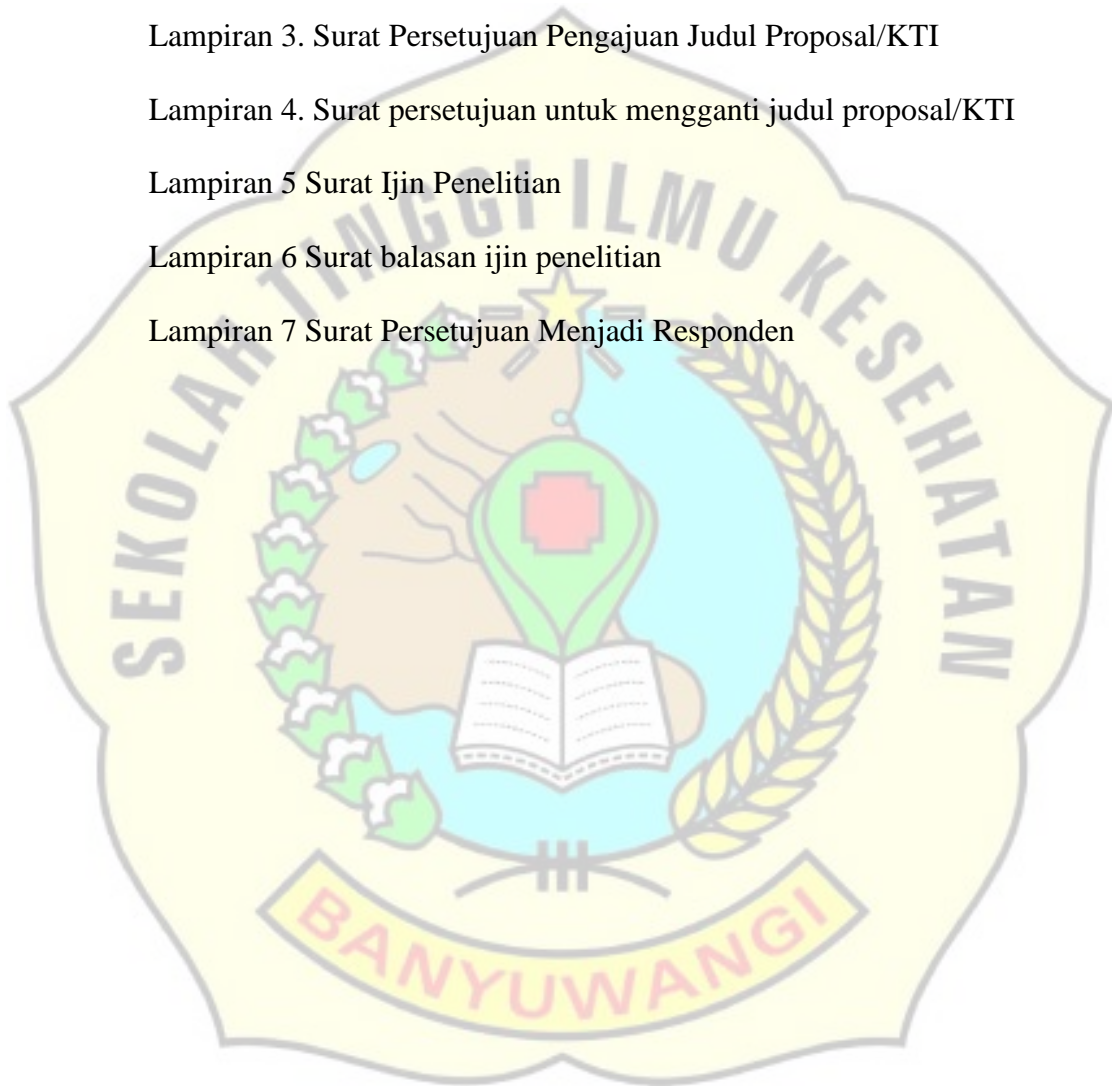 Lampiran 3. Surat Persetujuan Pengajuan Judul Proposal/KTI
Lampiran 4. Surat persetujuan untuk mengganti judul proposal/KTI
Lampiran 5 Surat Ijin Penelitian
Lampiran 6 Surat balasan ijin penelitian
Lampiran 7 Surat Persetujuan Menjadi Responden
SEKOLAH TINGGI ILMU KESEHATAN
BANYUWANGI